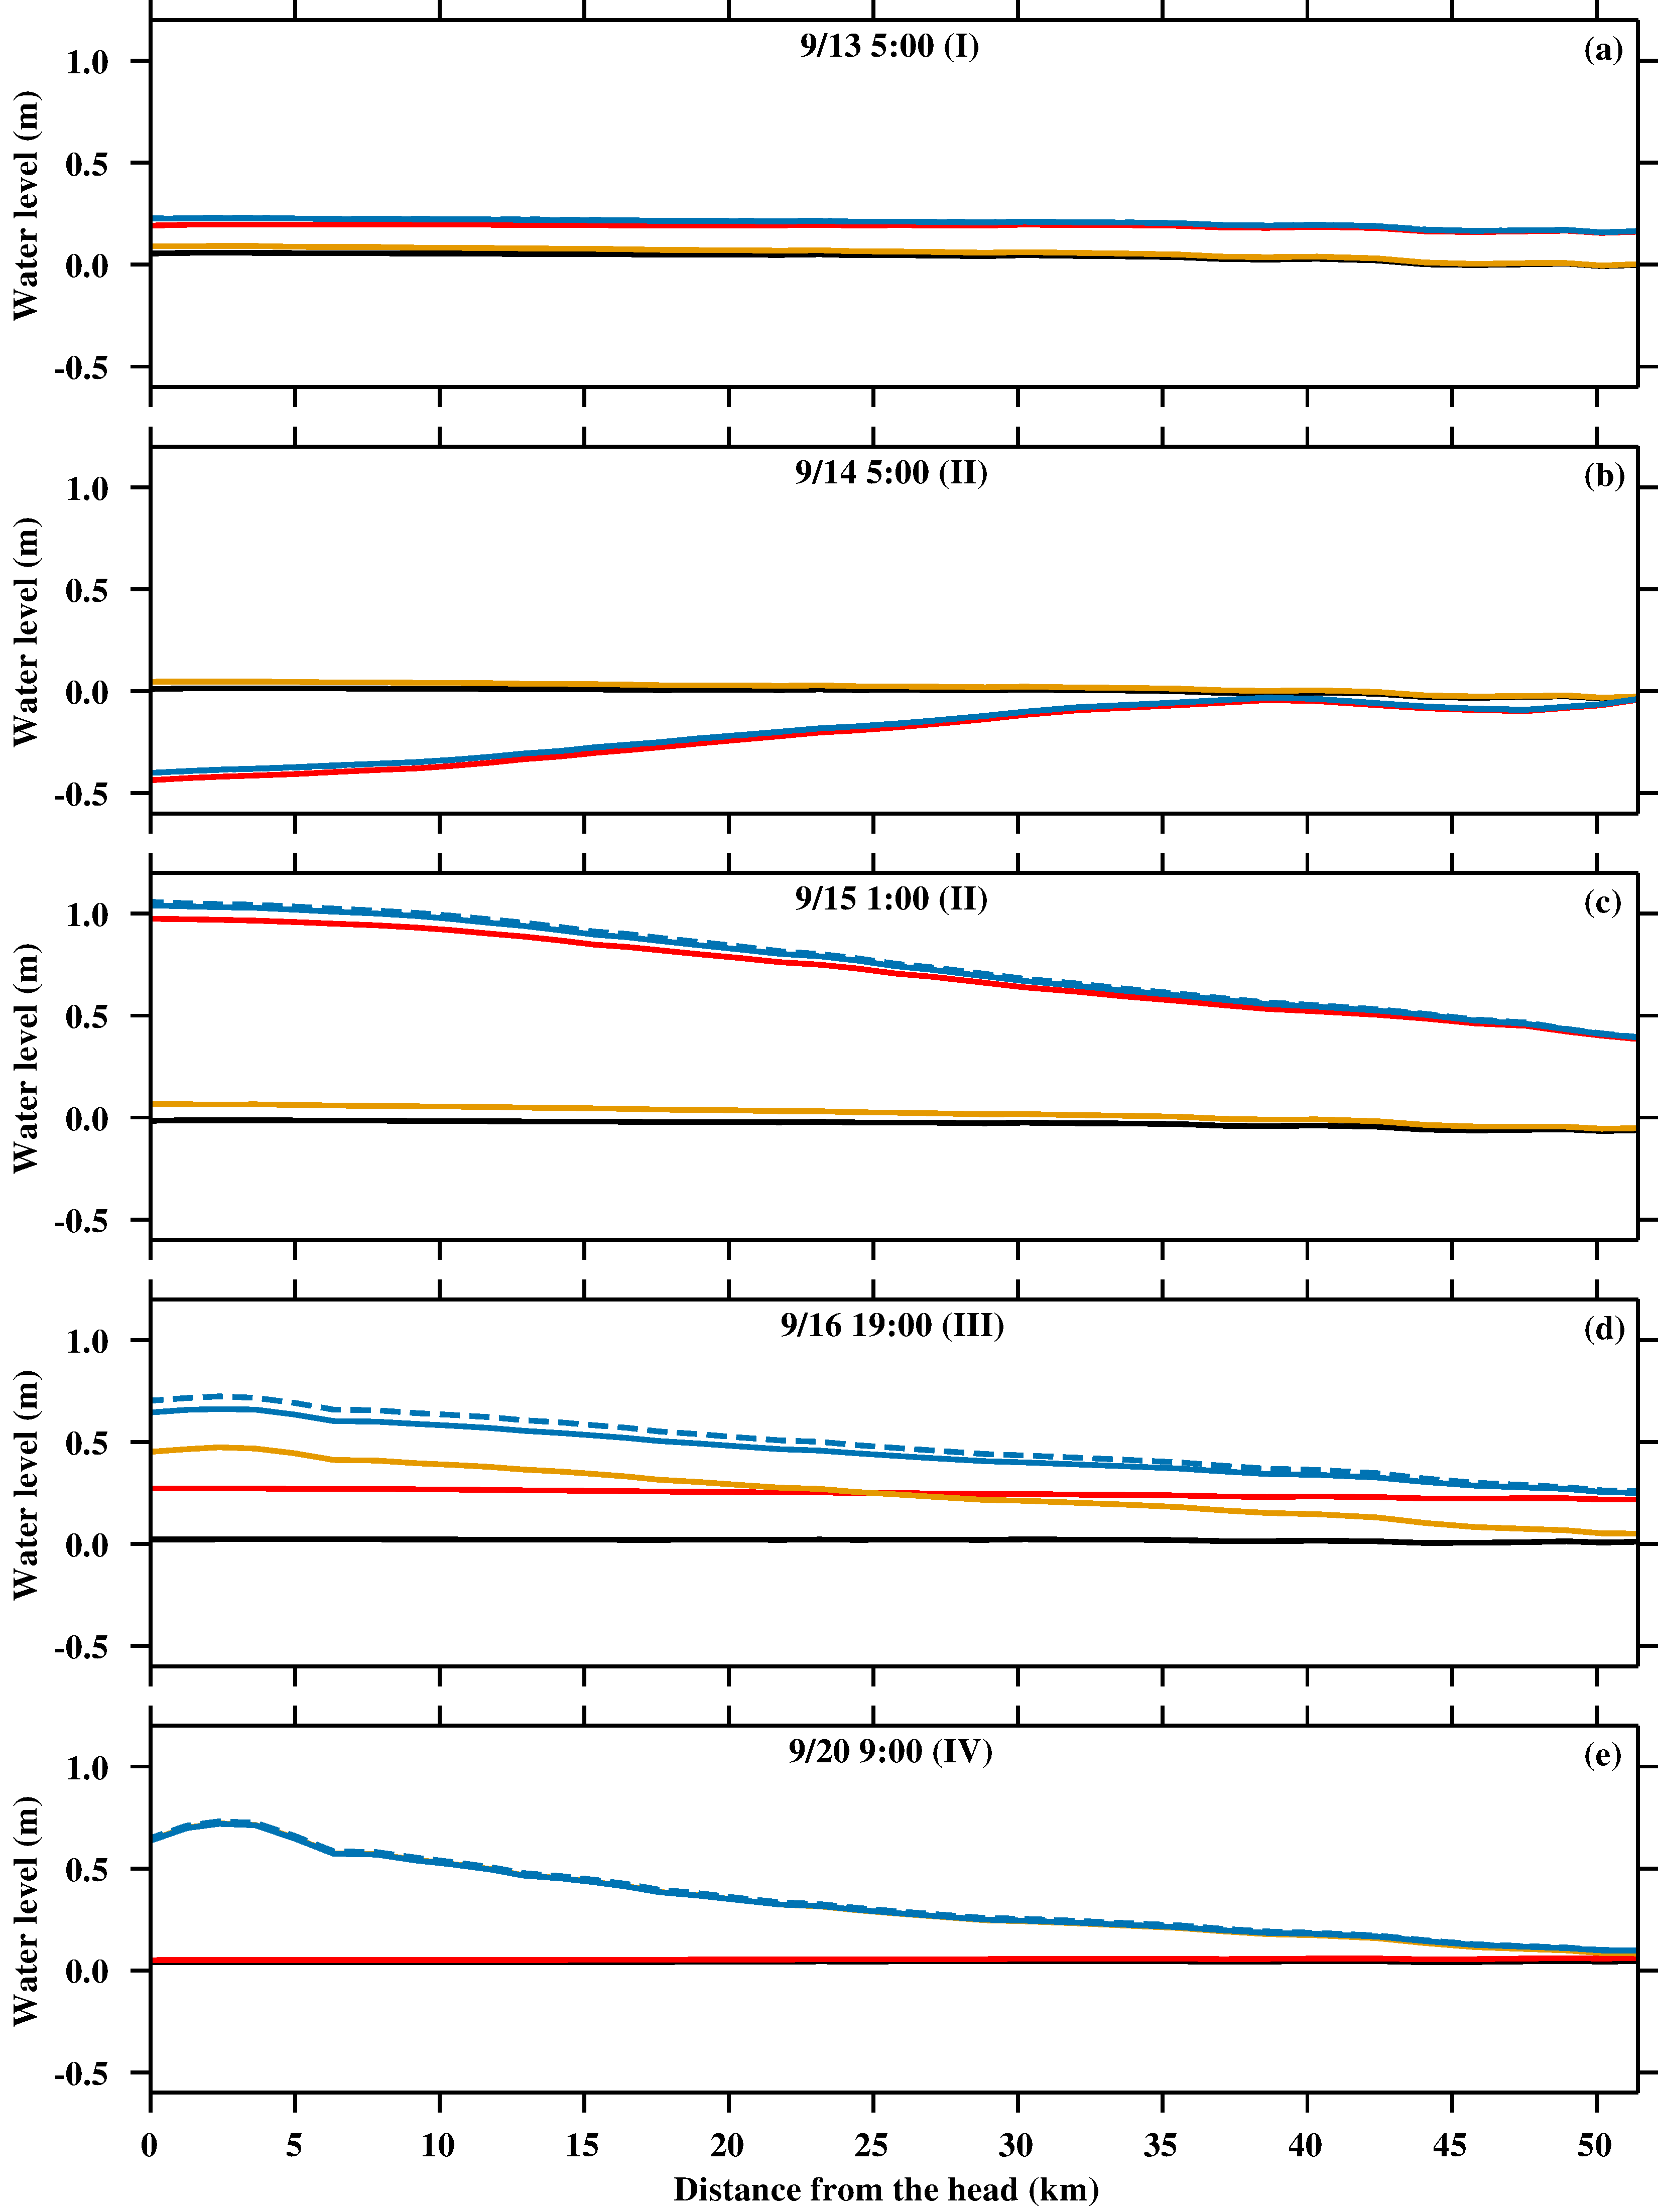 9/13 5:00 (I)
(a)
1.0
0.5
0.0
-0.5
Water level (m)
9/14 5:00 (II)
(b)
1.0
0.5
0.0
-0.5
Water level (m)
9/15 1:00 (II)
(c)
1.0
0.5
0.0
-0.5
Water level (m)
9/16 19:00 (III)
(d)
1.0
0.5
0.0
-0.5
Water level (m)
9/20 9:00 (IV)
(e)
1.0
0.5
0.0
-0.5
Water level (m)
0 5 10 15 20 25 30 35 40 45 50
Distance from the head (km)